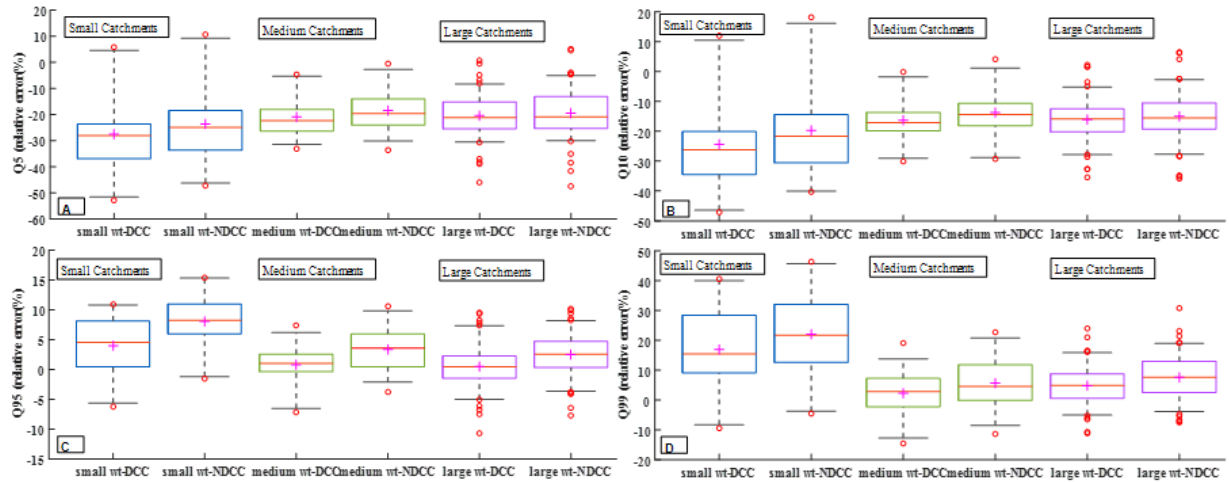 20
10
0
-10
-20
-30
-40
-50
-60
Q5 (relative error(%)
Small Catchments
Medium Catchments
Large Catchments
A
small wt-DCC small wt-NDCC medium wt-DCC medium wt-NDCC large wt-DCC large wt-NDCC
20
10
0
-10
-20
-30
-40
-50
Q10 (relative error(%)
Small Catchments
Medium Catchments
Large Catchments
B
small wt-DCC small wt-NDCC medium wt-DCC medium wt-NDCC large wt-DCC large wt-NDCC
20
15
10
5
0
-5
-10
-15
Q95 (relative error(%)
Small Catchments
Medium Catchments
Large Catchments
C
small wt-DCC small wt-NDCC medium wt-DCC medium wt-NDCC large wt-DCC large wt-NDCC
50
40
30
20
10
0
-10
-20
Q99 (relative error(%)
Small Catchments
Medium Catchments
Large Catchments
D
small wt-DCC small wt-NDCC medium wt-DCC medium wt-NDCC large wt-DCC large wt-NDCC